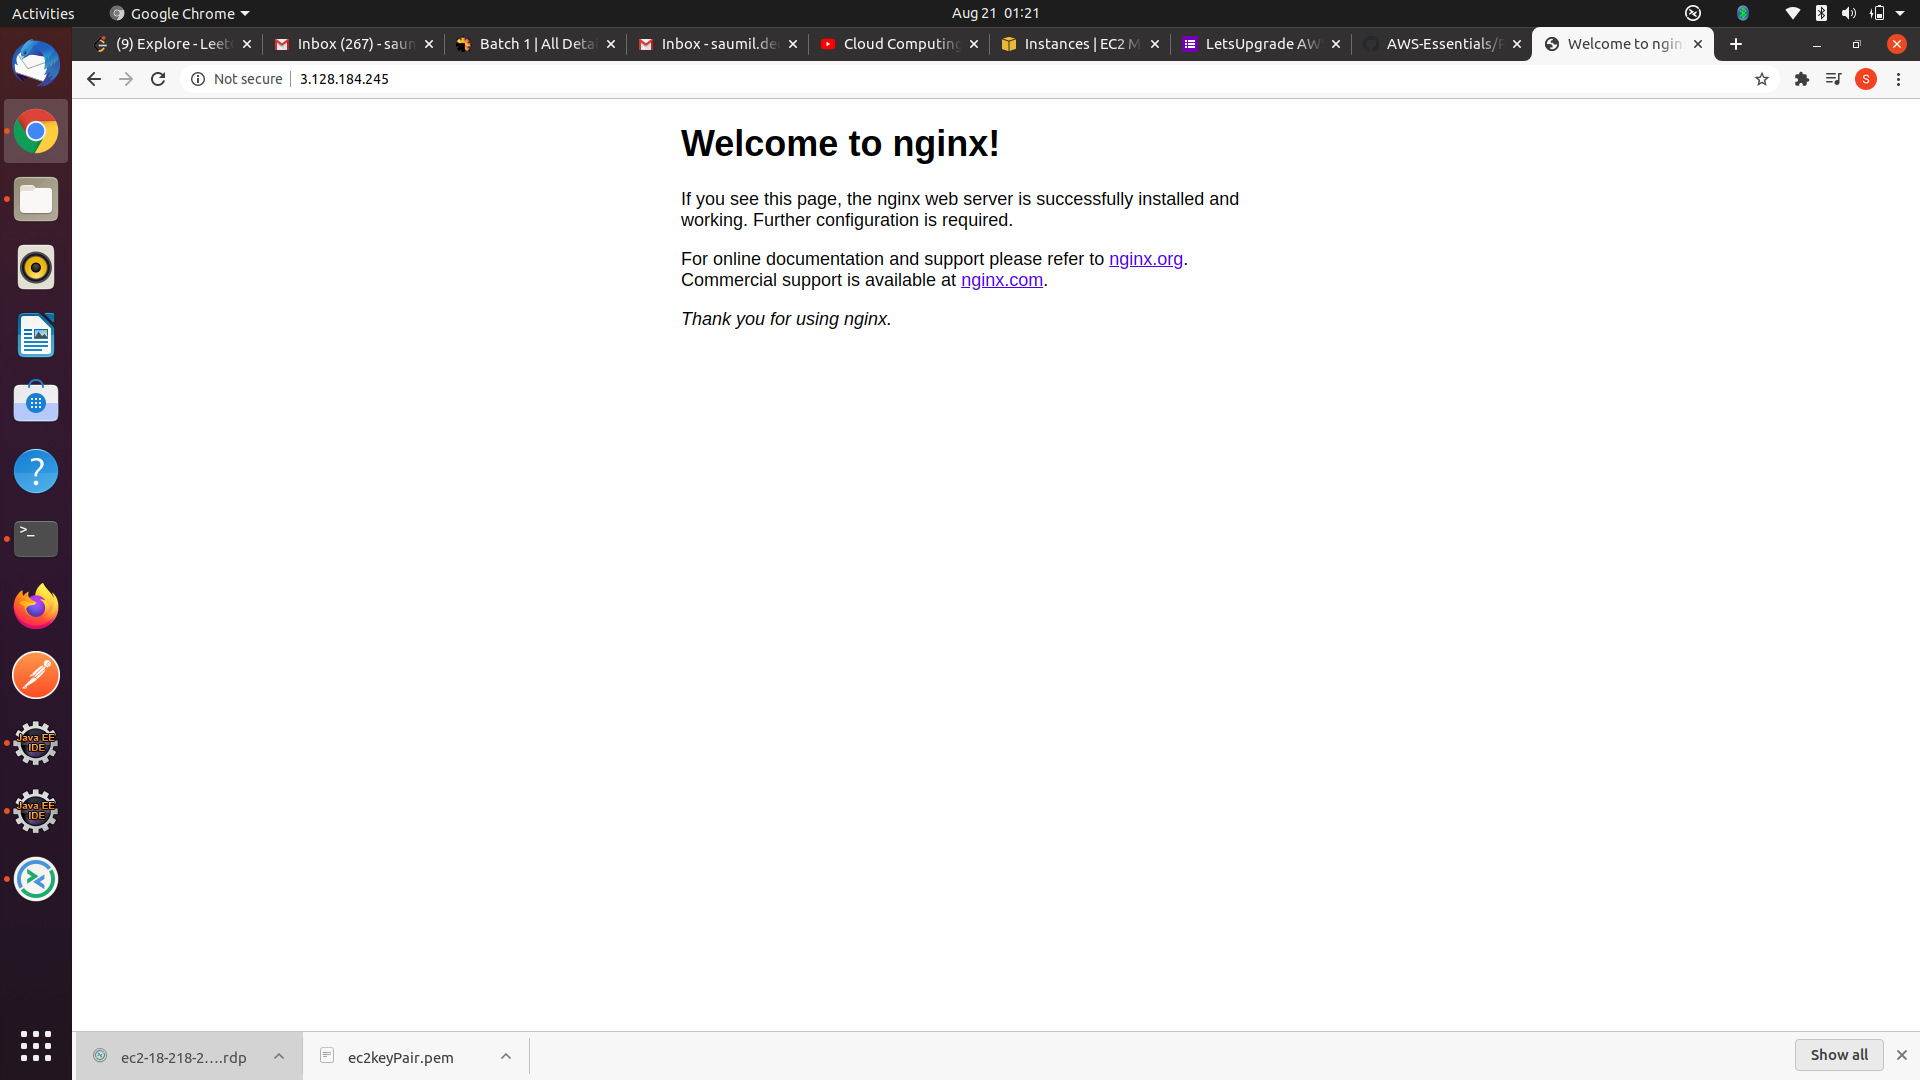 Activities
Google Chrome
Aug 21 01:21
(9) Explore - Leet
Inbox (267) - saum
Batch 1 | All Detai
Inbox - saumil.de
Cloud Computing
Instances | EC2 M
LetsUpgrade AW
AWS-Essentials/
Welcome to ngin
Not secure
3.128.184.245
S
Welcome to nginx!
If you see this page, the nginx web server is successfully installed and
working. Further configuration is required.
For online documentation and support please refer to nginx.org.
Commercial support is available at nginx.com.
Thank you for using nginx.
?
>_
Java EE
IDE
Java EE
IDE
ec2-18-218-2....rdp
ec2keyPair.pem
Show all